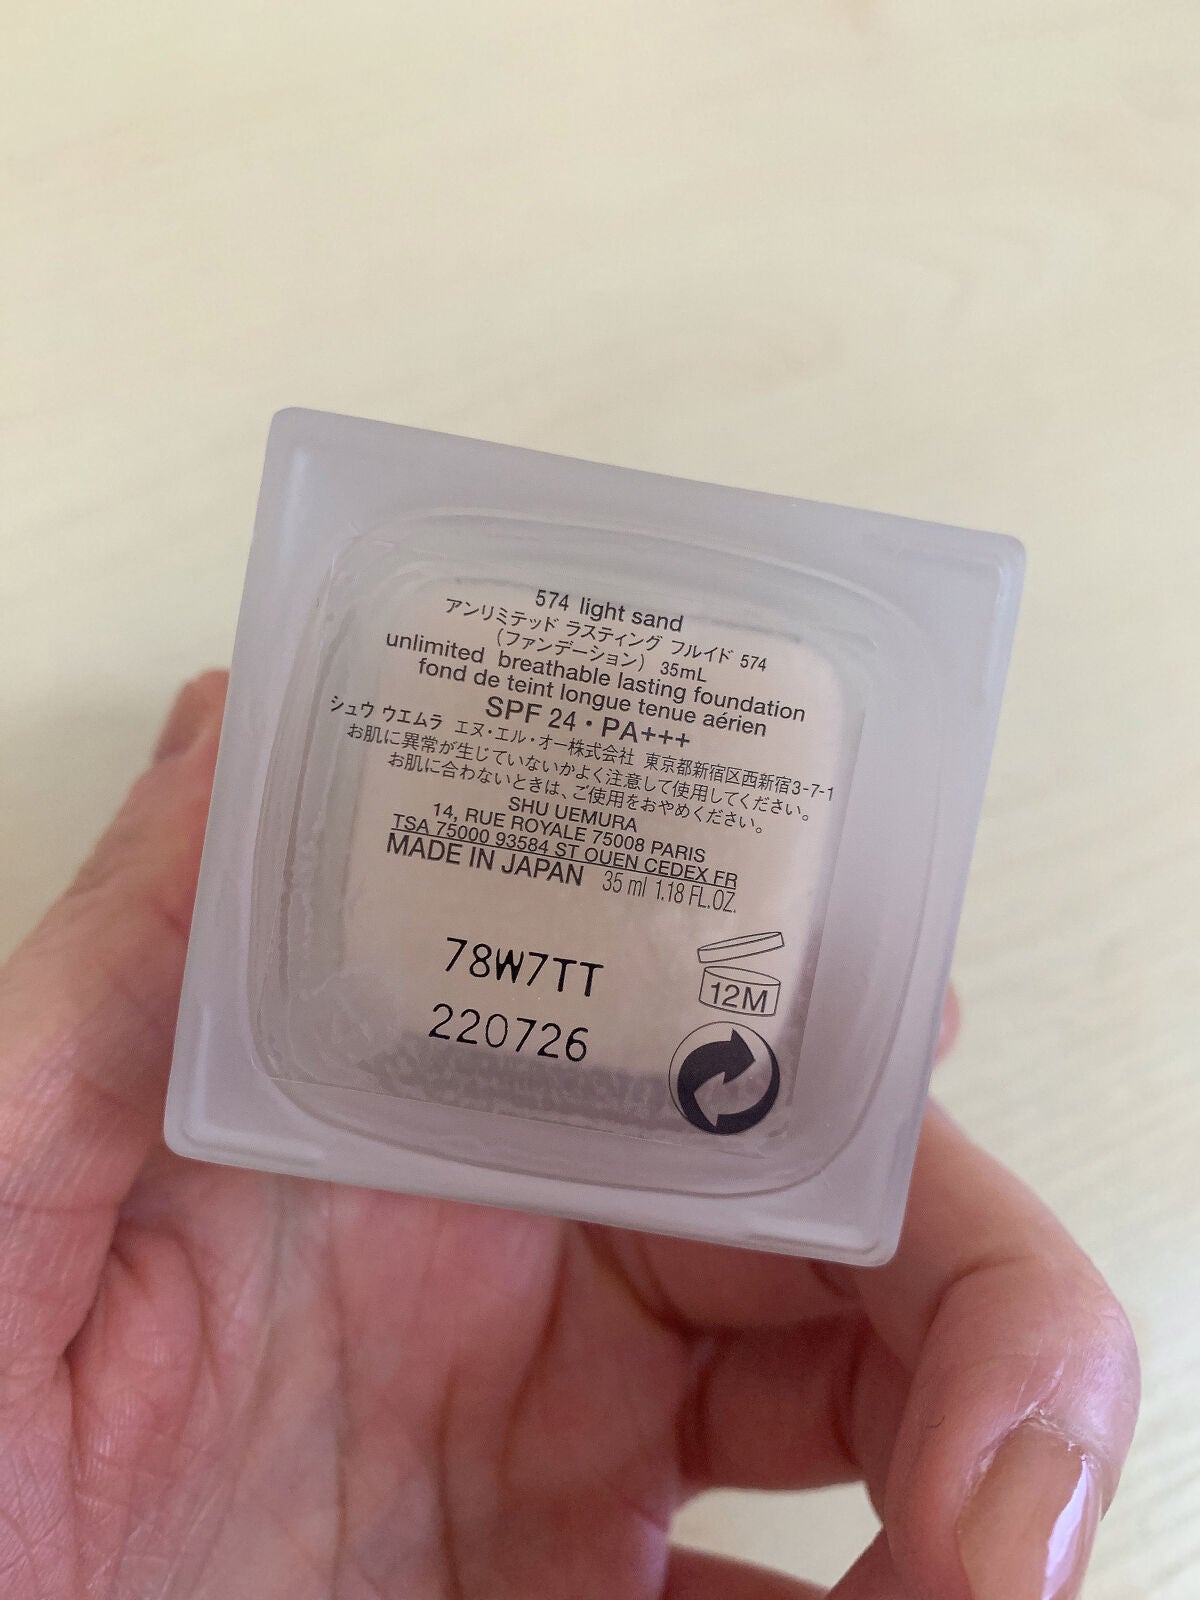 574 light sand
アンリミテッド ラスティング フルイド 574
（ファンデーション） 35mL
unlimited breathable lasting foundation
fond de teint longue tenue aérien
SPF 24・PA+++
シュウ ウエムラ エヌ・エル・オー株式会社 東京都新宿区西新宿3-7-1
お肌に異常が生じていないかよく注意して使用してください。
お肌に合わないときは、ご使用をおやめください。
SHU UEMURA
14, RUE ROYALE 75008 PARIS
TSA 75000 93584 ST OUEN CEDEX FR
MADE IN JAPAN 35 ml 1.18 FL.OZ.
78W7TT
12M
220726